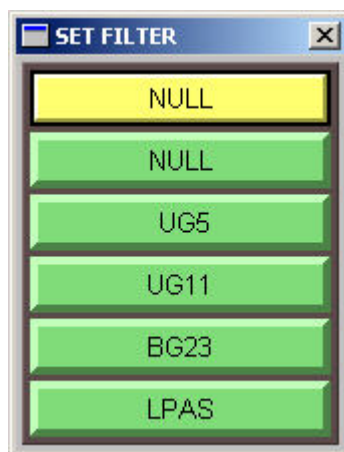 SET FILTER
NULL
NULL
UG5
UG11
BG23
LPAS